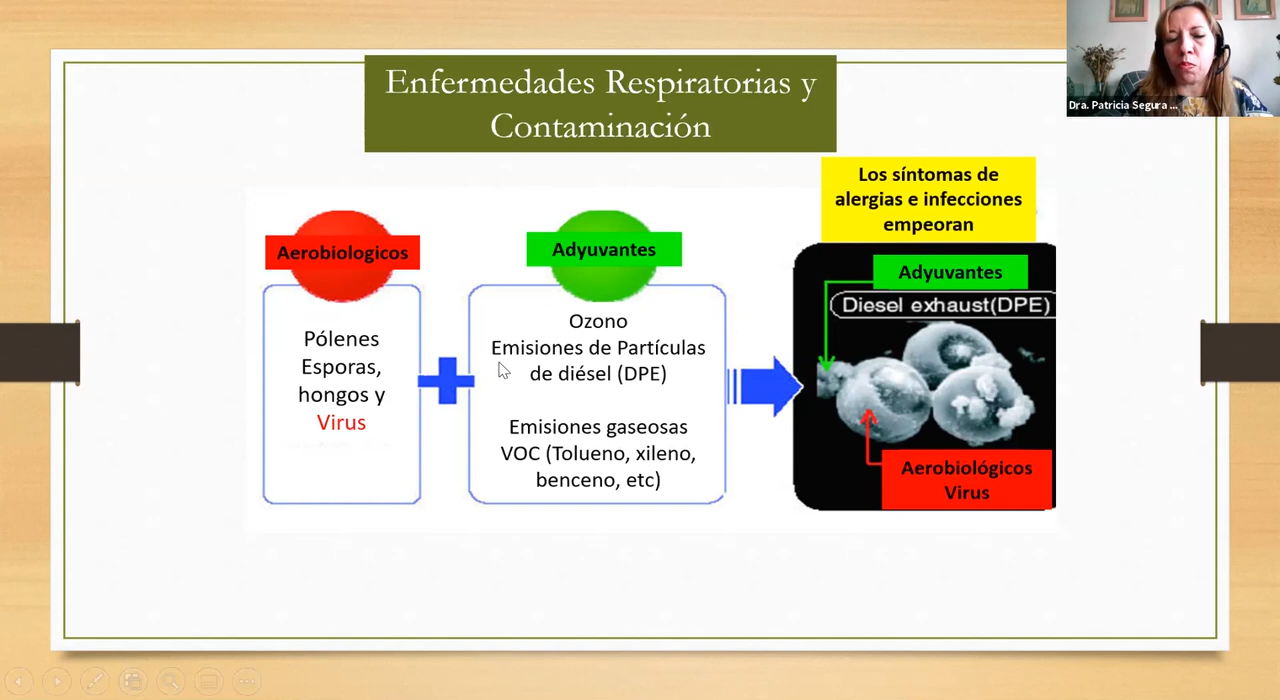 Enfermedades Respiratorias y
Contaminación
Dra. Patricia Segura ...
Los síntomas de
alergias e infecciones
empeoran
Aerobiologicos
Pólenes
Esporas,
hongos y
Virus
Adyuvantes
Ozono
Emisiones de Partículas
de diésel (DPE)
Emisiones gaseosas
VOC (Tolueno, xileno,
benceno, etc)
Adyuvantes
Diesel exhaust(DPE)
Aerobiológicos
Virus